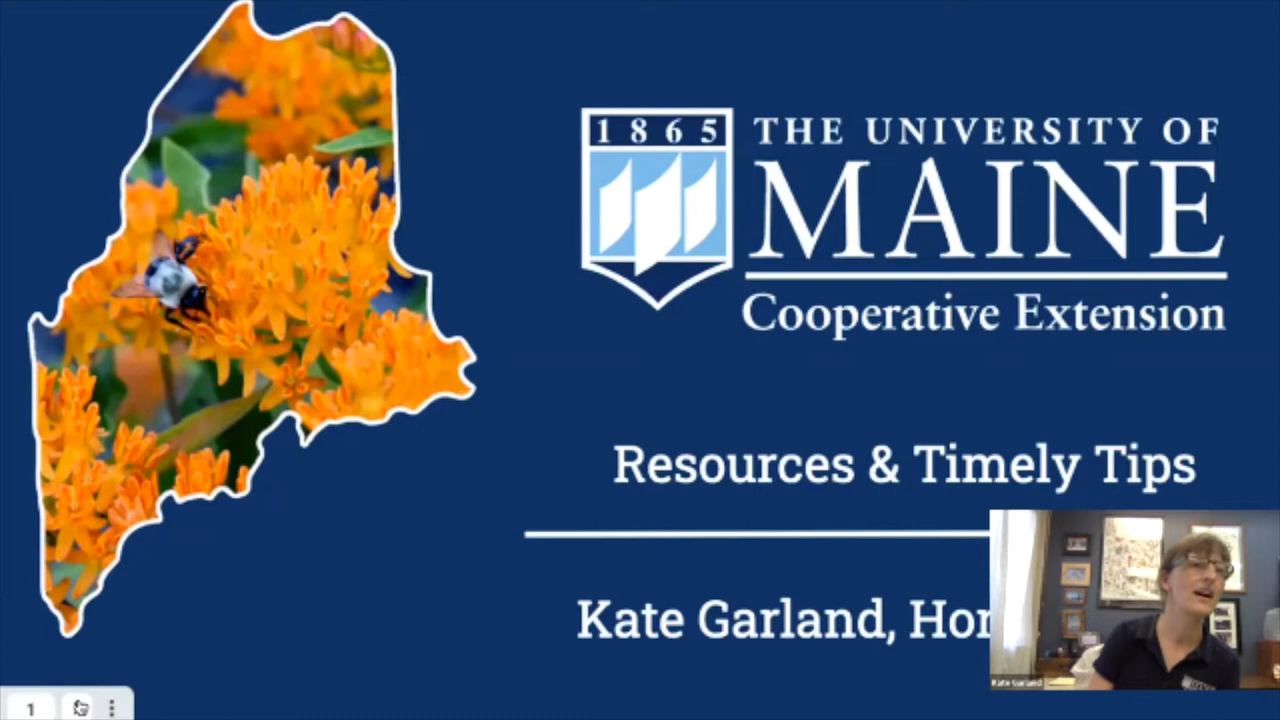 1865
THE UNIVERSITY OF
MAINE
Cooperative Extension
Resources & Timely Tips
Kate Garland, Hor
Kate Garland
1